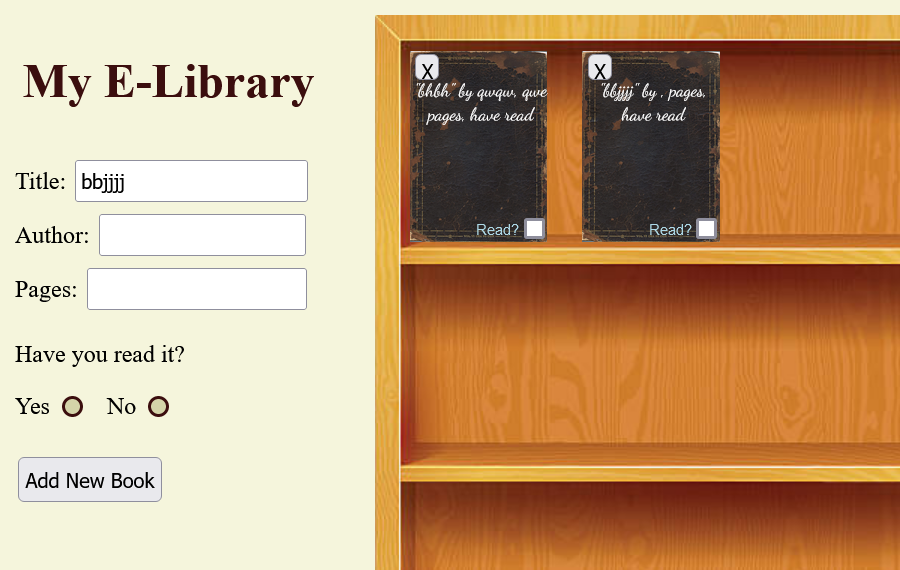 My E-Library
Title: bbjjjj
Author:
Pages:
Have you read it?
Yes No
Add New Book
X
"bhbh" by qwqw, qwe
pages, have read
Read?
X
"bbjjjj" by , pages,
have read
Read?